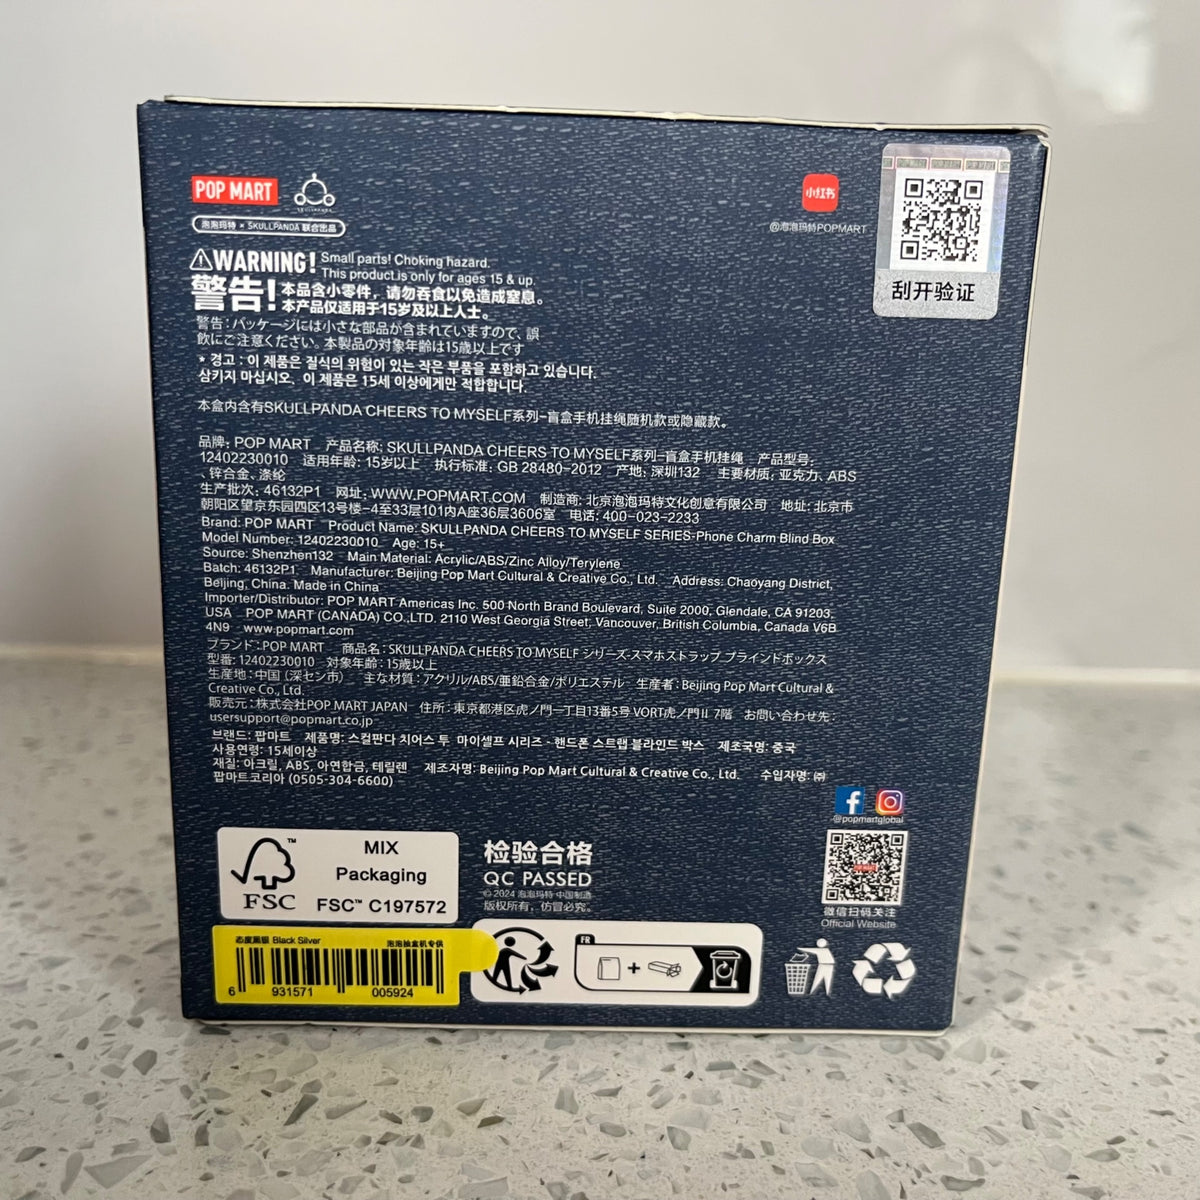 POP MART
SKULLPANDA
泡泡玛特 × SKULLPANDA 联合出品
小红书
@泡泡玛特POPMART
刮开验证
WARNING! Small parts! Choking hazard.
This product is only for ages 15 & up.
警告! 本品含小零件，请勿吞食以免造成窒息。
本产品仅适用于15岁及以上人士。
警告：パッケージには小さな部品が含まれていますので、誤
飲にご注意ください。本製品の対象年齢は15歳以上です
* 경고 : 이 제품은 질식의 위험이 있는 작은 부품을 포함하고 있습니다.
삼키지 마십시오. 이 제품은 15세 이상에게만 적합합니다.
本盒内含有SKULLPANDA CHEERS TO MYSELF系列-盲盒手机挂绳随机款或隐藏款。
品牌: POP MART 产品名称: SKULLPANDA CHEERS TO MYSELF系列-盲盒手机挂绳 产品型号:
12402230010 适用年龄: 15岁以上 执行标准: GB 28480-2012 产地: 深圳132 主要材质: 亚克力、ABS
、锌合金、涤纶
生产批次: 46132P1 网址: WWW.POPMART.COM 制造商: 北京泡泡玛特文化创意有限公司 地址: 北京市
朝阳区望京东园四区13号楼-4至33层101内A座36层3606室 电话: 400-023-2233
Brand: POP MART Product Name: SKULLPANDA CHEERS TO MYSELF SERIES-Phone Charm Blind Box
Model Number: 12402230010 Age: 15+
Source: Shenzhen132 Main Material: Acrylic/ABS/Zinc Alloy/Terylene
Batch: 46132P1 Manufacturer: Beijing Pop Mart Cultural & Creative Co., Ltd. Address: Chaoyang District,
Beijing, China. Made in China
Importer/Distributor: POP MART Americas Inc. 500 North Brand Boulevard, Suite 2000, Glendale, CA 91203,
USA POP MART (CANADA) CO.,LTD. 2110 West Georgia Street, Vancouver, British Columbia, Canada V6B
4N9 www.popmart.com
ブランド：POP MART 商品名：SKULLPANDA CHEERS TO MYSELF シリーズ-スマホストラップ ブラインドボックス
型番: 12402230010 対象年齢：15歳以上
生産地：中国（深セン市） 主な材質：アクリル/ABS/亜鉛合金/ポリエステル 生産者：Beijing Pop Mart Cultural &
Creative Co., Ltd.
販売元：株式会社POP MART JAPAN 住所：東京都港区虎ノ門一丁目13番5号 VORT虎ノ門II 7階 お問い合わせ先：
usersupport@popmart.co.jp
브랜드: 팝마트 제품명: 스컬판다 치어스 투 마이셀프 시리즈 - 핸드폰 스트랩 블라인드 박스 제조국명: 중국
사용연령: 15세이상
재질: 아크릴, ABS, 아연합금, 테릴렌 제조자명: Beijing Pop Mart Cultural & Creative Co., Ltd. 수입자명: ㈜
팝마트코리아 (0505-304-6600)
@popmartglobal
微信扫码关注
Official Website
FSC™
MIX
Packaging
FSC™ C197572
检验合格
QC PASSED
© 2024 泡泡玛特 中国制造
版权所有，仿冒必究。
态度黑银 Black Silver 泡泡抽盒机专供
6 931571 005924
FR
+